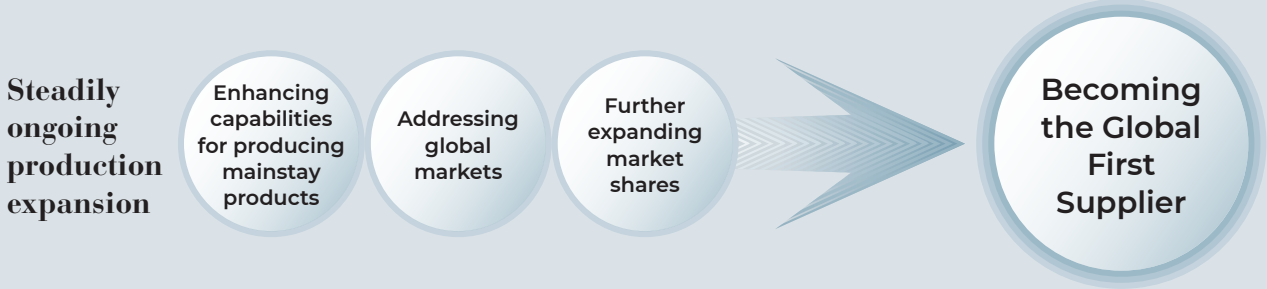 Steadily
ongoing
production
expansion
Enhancing
capabilities
for producing
mainstay
products
Addressing
global
markets
Further
expanding
market
shares
Becoming
the Global
First
Supplier